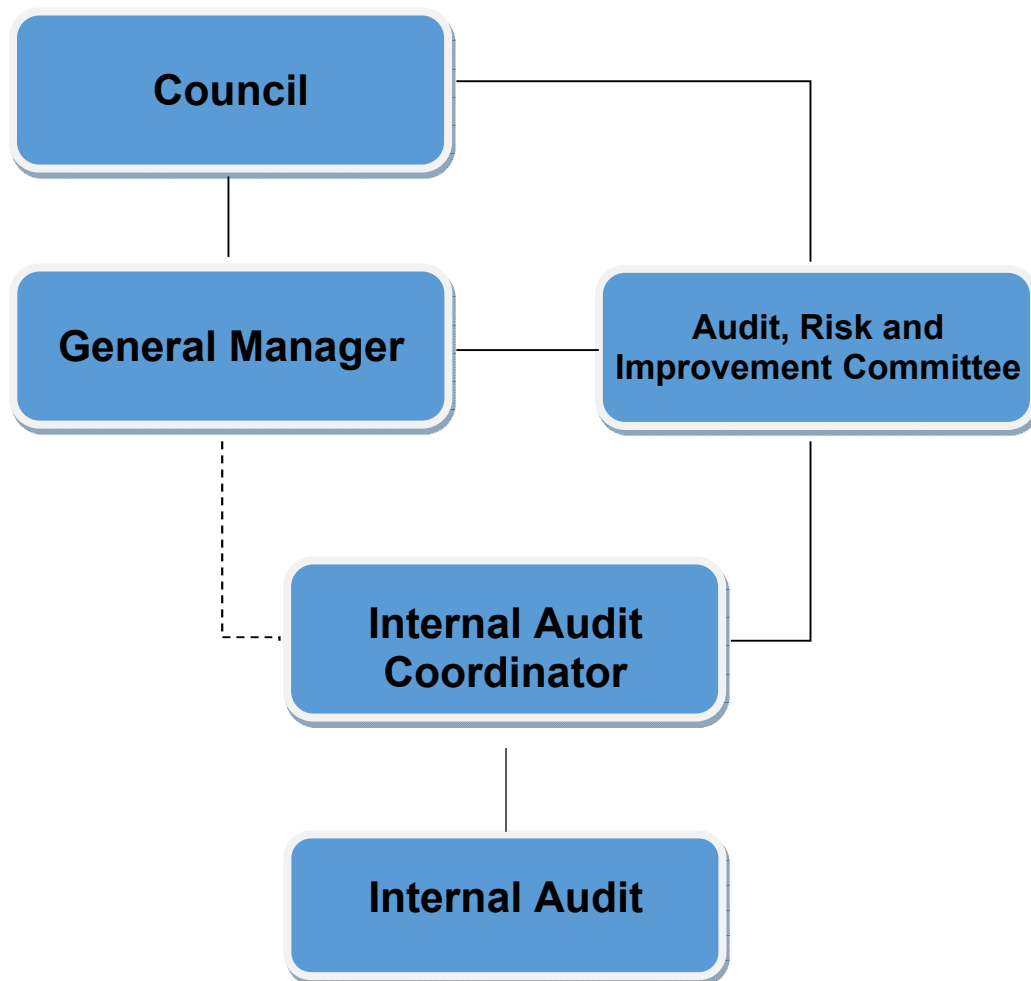 Council
General Manager
Audit, Risk and
Improvement Committee
Internal Audit
Coordinator
Internal Audit